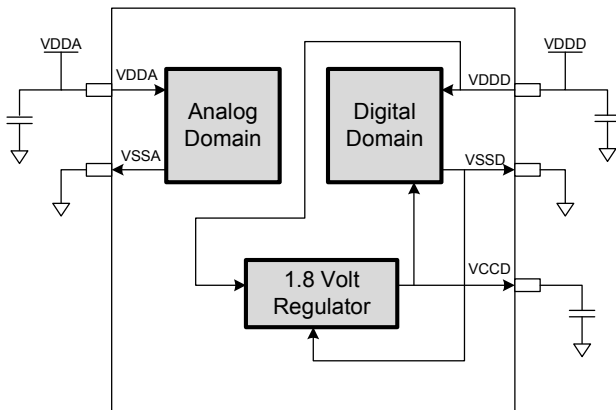 VDDA
VDDD
VDDA
Analog
Domain
Digital
Domain
VDDD
VSSA
VSSD
1.8 Volt
Regulator
VCCD